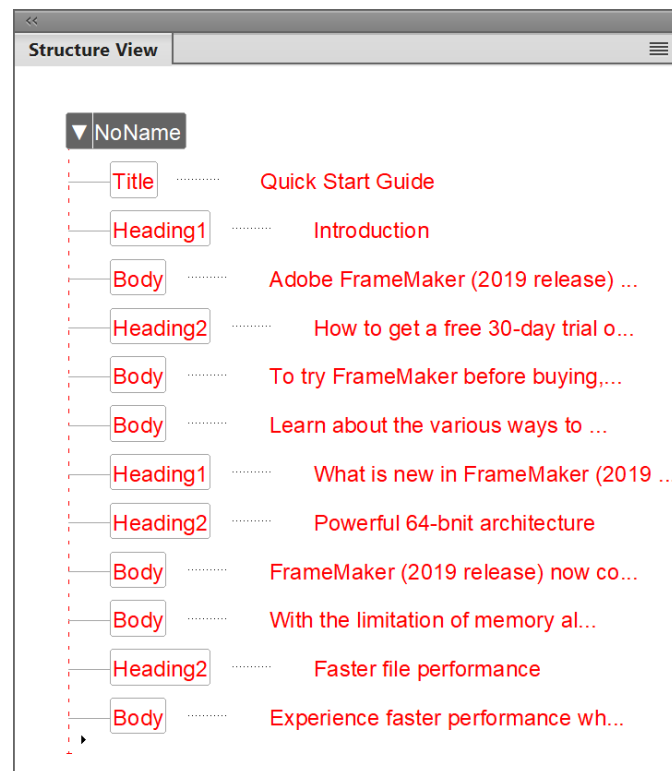 <<
Structure View
NoName
Title Quick Start Guide
Heading1 Introduction
Body Adobe FrameMaker (2019 release) ...
Heading2 How to get a free 30-day trial o...
Body To try FrameMaker before buying,...
Body Learn about the various ways to ...
Heading1 What is new in FrameMaker (2019 ...
Heading2 Powerful 64-bnit architecture
Body FrameMaker (2019 release) now co...
Body With the limitation of memory al...
Heading2 Faster file performance
Body Experience faster performance wh...